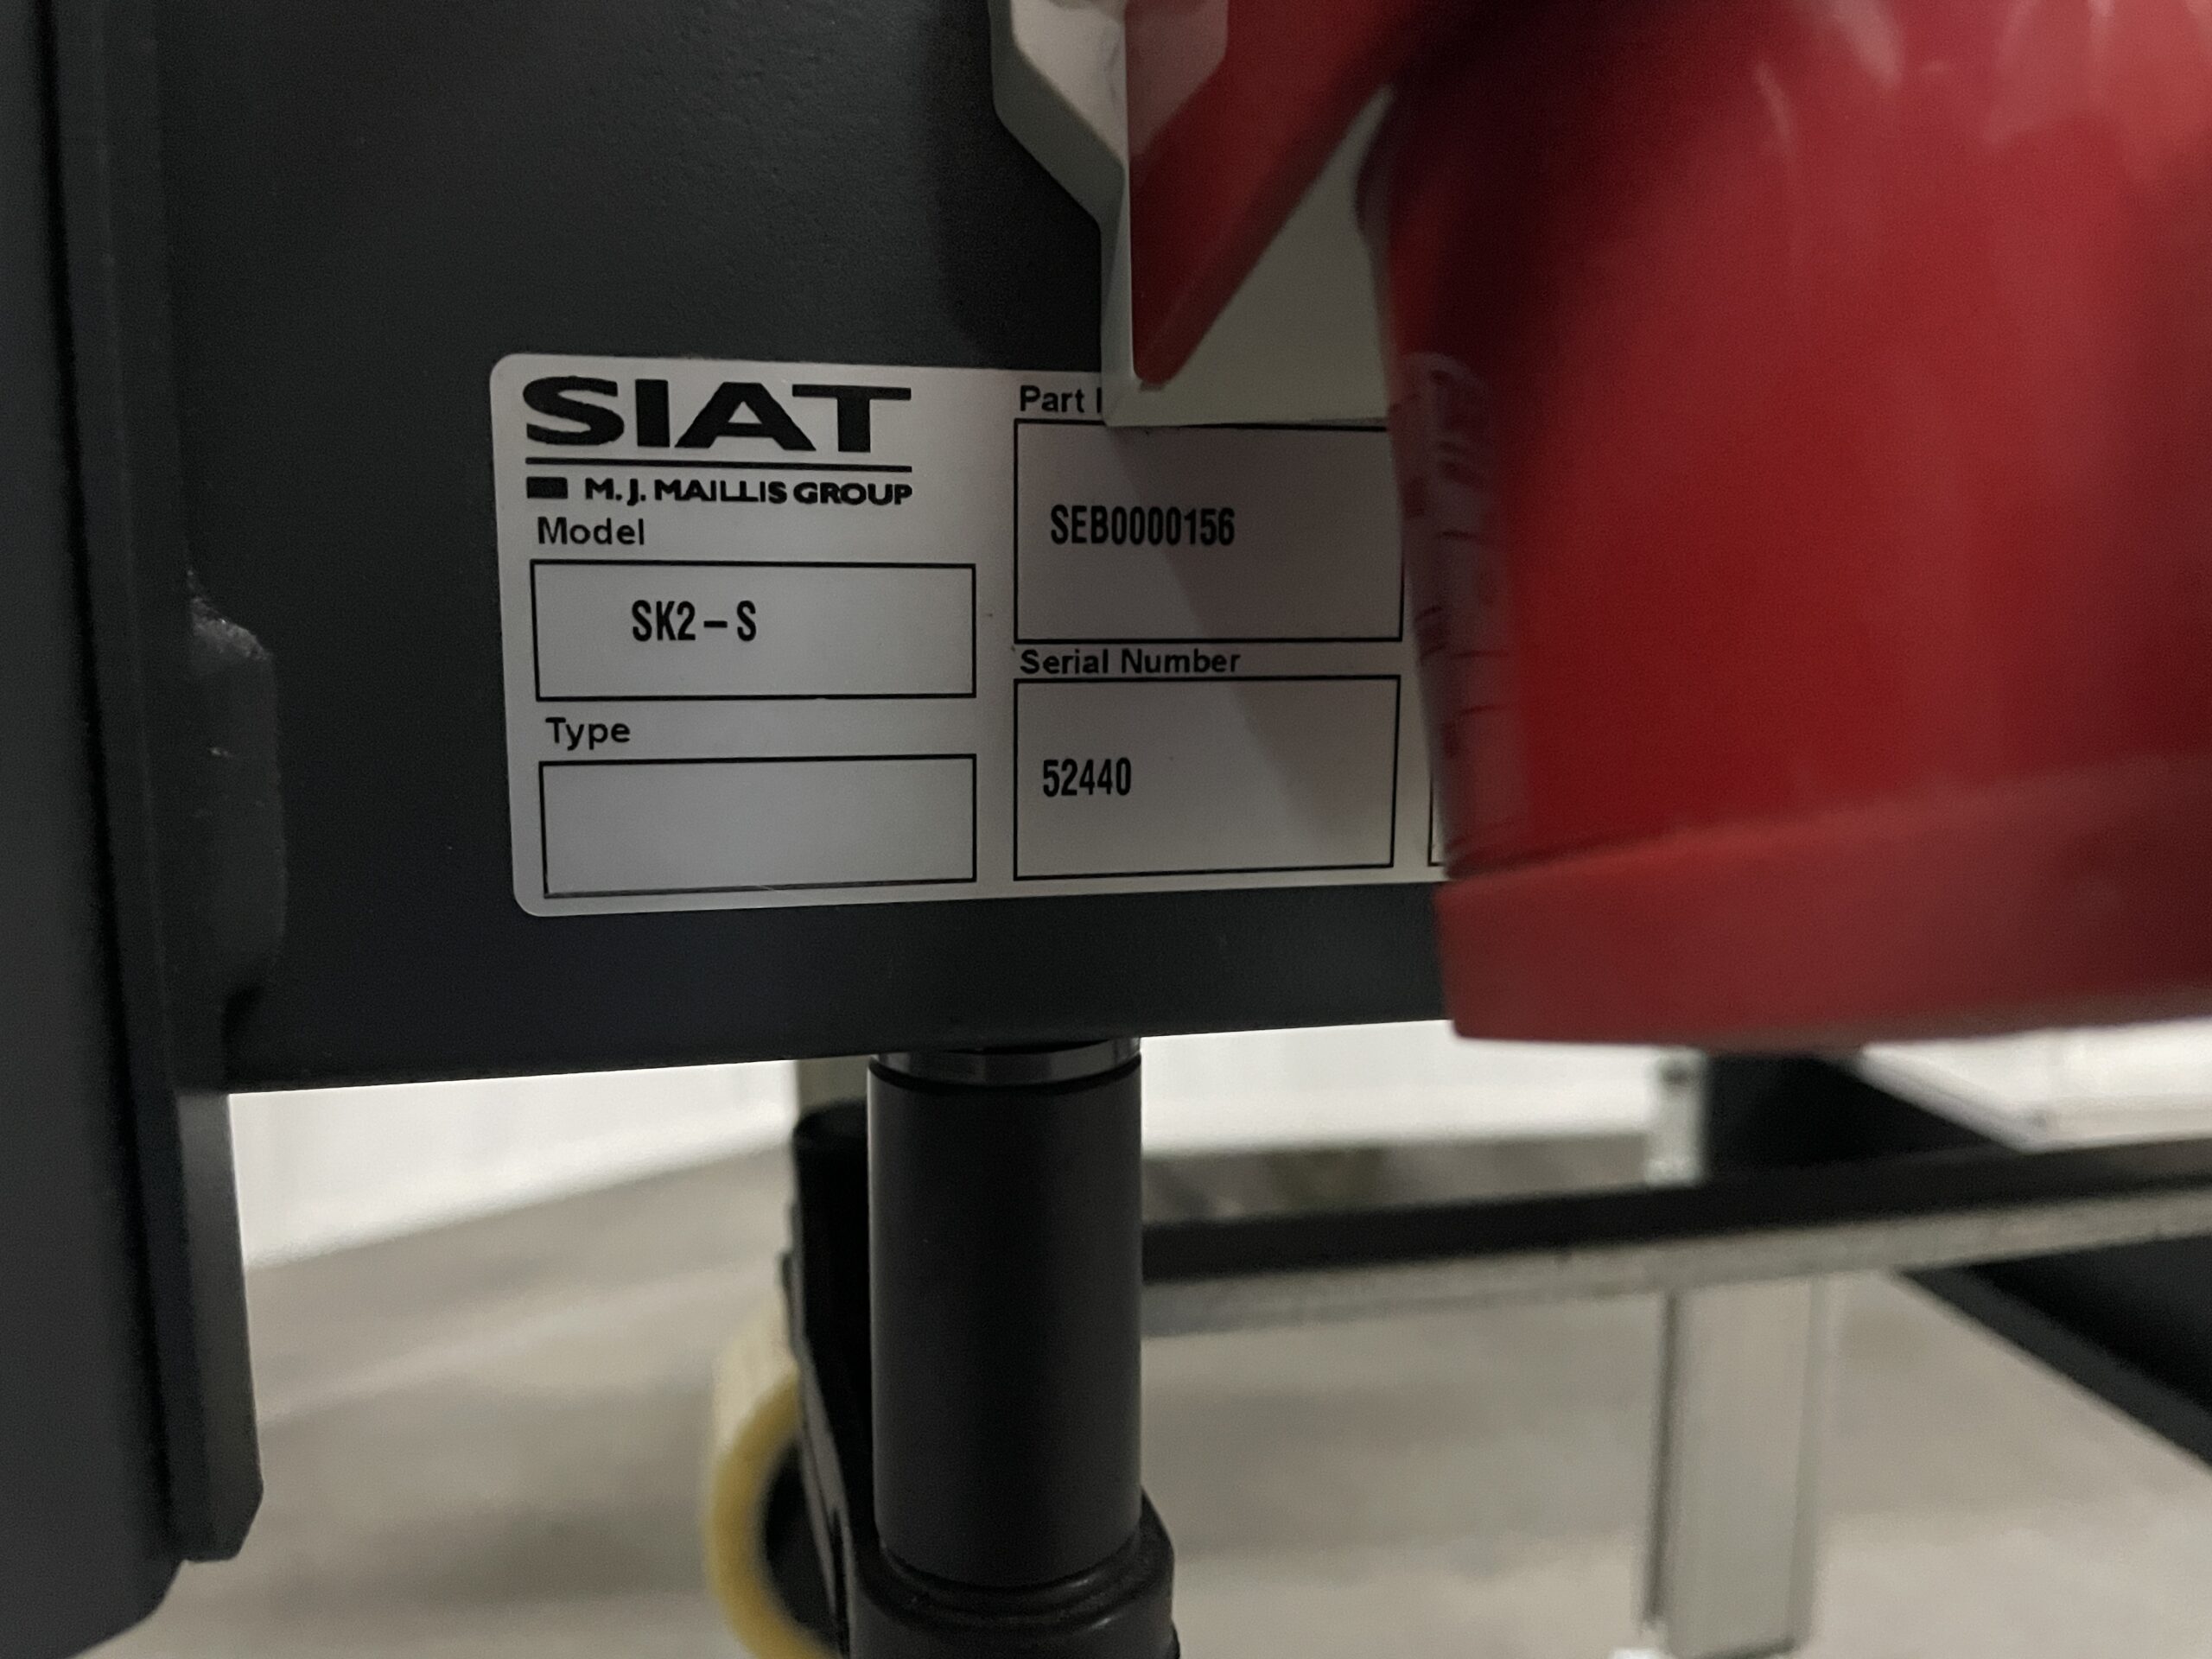 SIAT
M.J. MAILLIS GROUP
Model
SK2-S
Type
Part
SEB0000156
Serial Number
52440